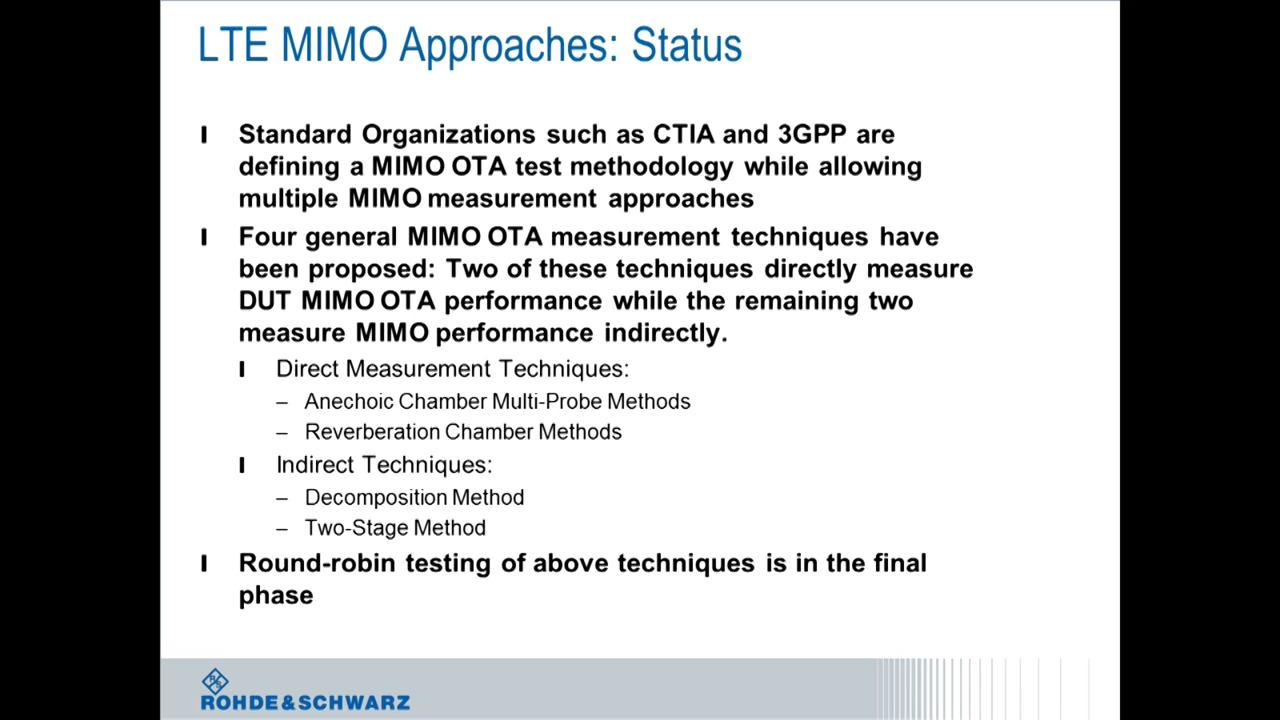 LTE MIMO Approaches: Status
Standard Organizations such as CTIA and 3GPP are
defining a MIMO OTA test methodology while allowing
multiple MIMO measurement approaches
Four general MIMO OTA measurement techniques have
been proposed: Two of these techniques directly measure
DUT MIMO OTA performance while the remaining two
measure MIMO performance indirectly.
Direct Measurement Techniques:
– Anechoic Chamber Multi-Probe Methods
– Reverberation Chamber Methods
Indirect Techniques:
– Decomposition Method
– Two-Stage Method
Round-robin testing of above techniques is in the final
phase
R&S
ROHDE&SCHWARZ